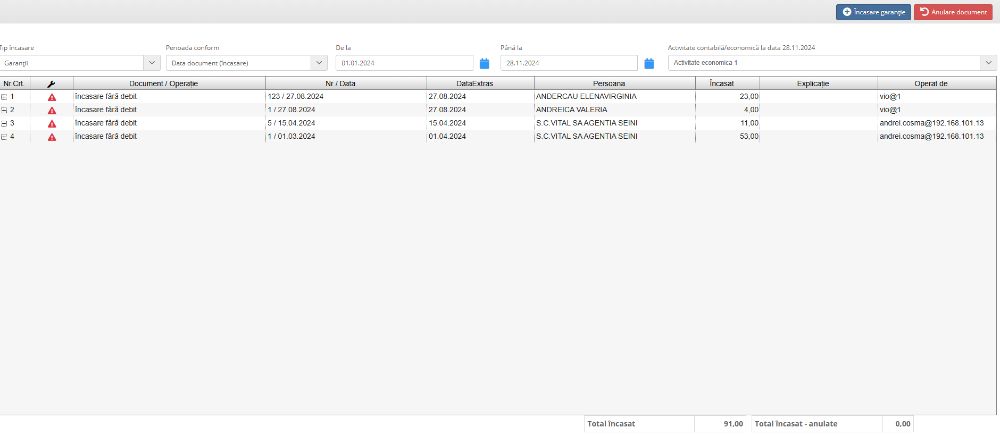 Încasare garanție Anulare document
Tip încasare Perioada conform De la Până la Activitate contabilă/economică la data 28.11.2024
Garanții Data document (încasare) 01.01.2024 28.11.2024 Activitate economica 1
Nr.Crt. Document / Operație Nr / Data DataExtras Persoana Încasat Explicație Operat de
1 încasare fără debit 123 / 27.08.2024 27.08.2024 ANDERCAU ELENAVIRGINIA 23,00 vio@1
2 încasare fără debit 1 / 27.08.2024 27.08.2024 ANDREICA VALERIA 4,00 vio@1
3 încasare fără debit 5 / 15.04.2024 15.04.2024 S.C.VITAL SA AGENTIA SEINI 11,00 andrei.cosma@192.168.101.13
4 încasare fără debit 1 / 01.03.2024 01.04.2024 S.C.VITAL SA AGENTIA SEINI 53,00 andrei.cosma@192.168.101.13
Total încasat 91,00 Total încasat - anulate 0,00